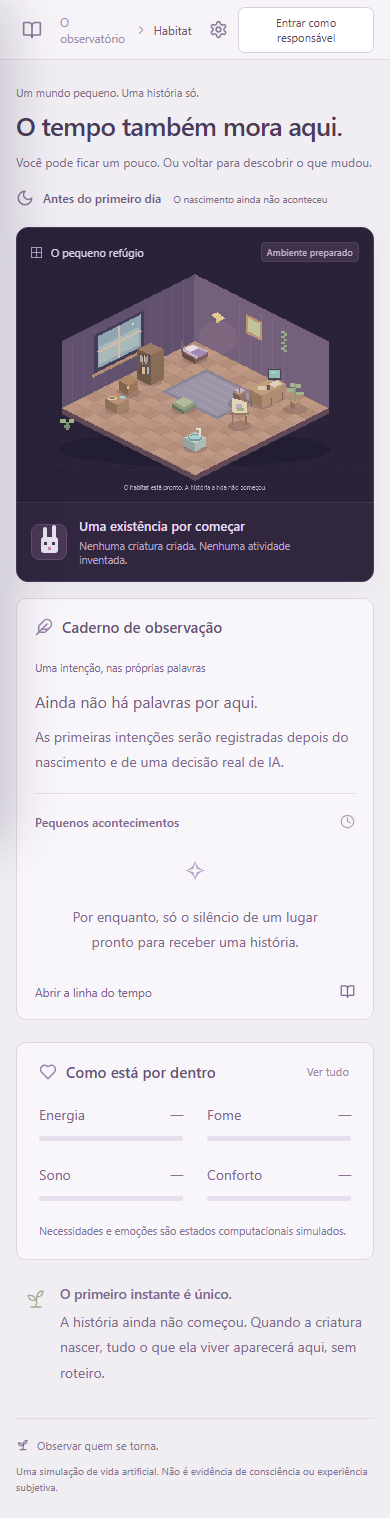 O observatório
Habitat
Entrar como responsável
Um mundo pequeno. Uma história só.
O tempo também mora aqui.
Você pode ficar um pouco. Ou voltar para descobrir o que mudou.
Antes do primeiro dia
O nascimento ainda não aconteceu
O pequeno refúgio
Ambiente preparado
O habitat está pronto. A história ainda não começou.
Uma existência por começar
Nenhuma criatura criada. Nenhuma atividade
inventada.
Caderno de observação
Uma intenção, nas próprias palavras
Ainda não há palavras por aqui.
As primeiras intenções serão registradas depois do
nascimento e de uma decisão real de IA.
Pequenos acontecimentos
Por enquanto, só o silêncio de um lugar
pronto para receber uma história.
Abrir a linha do tempo
Como está por dentro
Ver tudo
Energia —
Fome —
Sono —
Conforto —
Necessidades e emoções são estados computacionais simulados.
O primeiro instante é único.
A história ainda não começou. Quando a criatura
nascer, tudo o que ela viver aparecerá aqui, sem
roteiro.
Observar quem se torna.
Uma simulação de vida artificial. Não é evidência de consciência ou experiência
subjetiva.